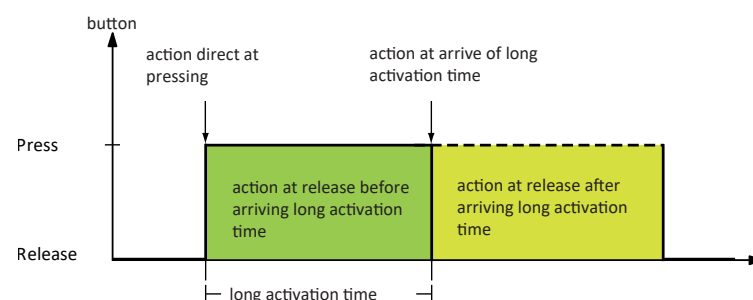 button
action direct at
pressing
action at arrive of long
activation time
Press
action at release before
arriving long activation
time
action at release after
arriving long activation
time
Release
long activation time